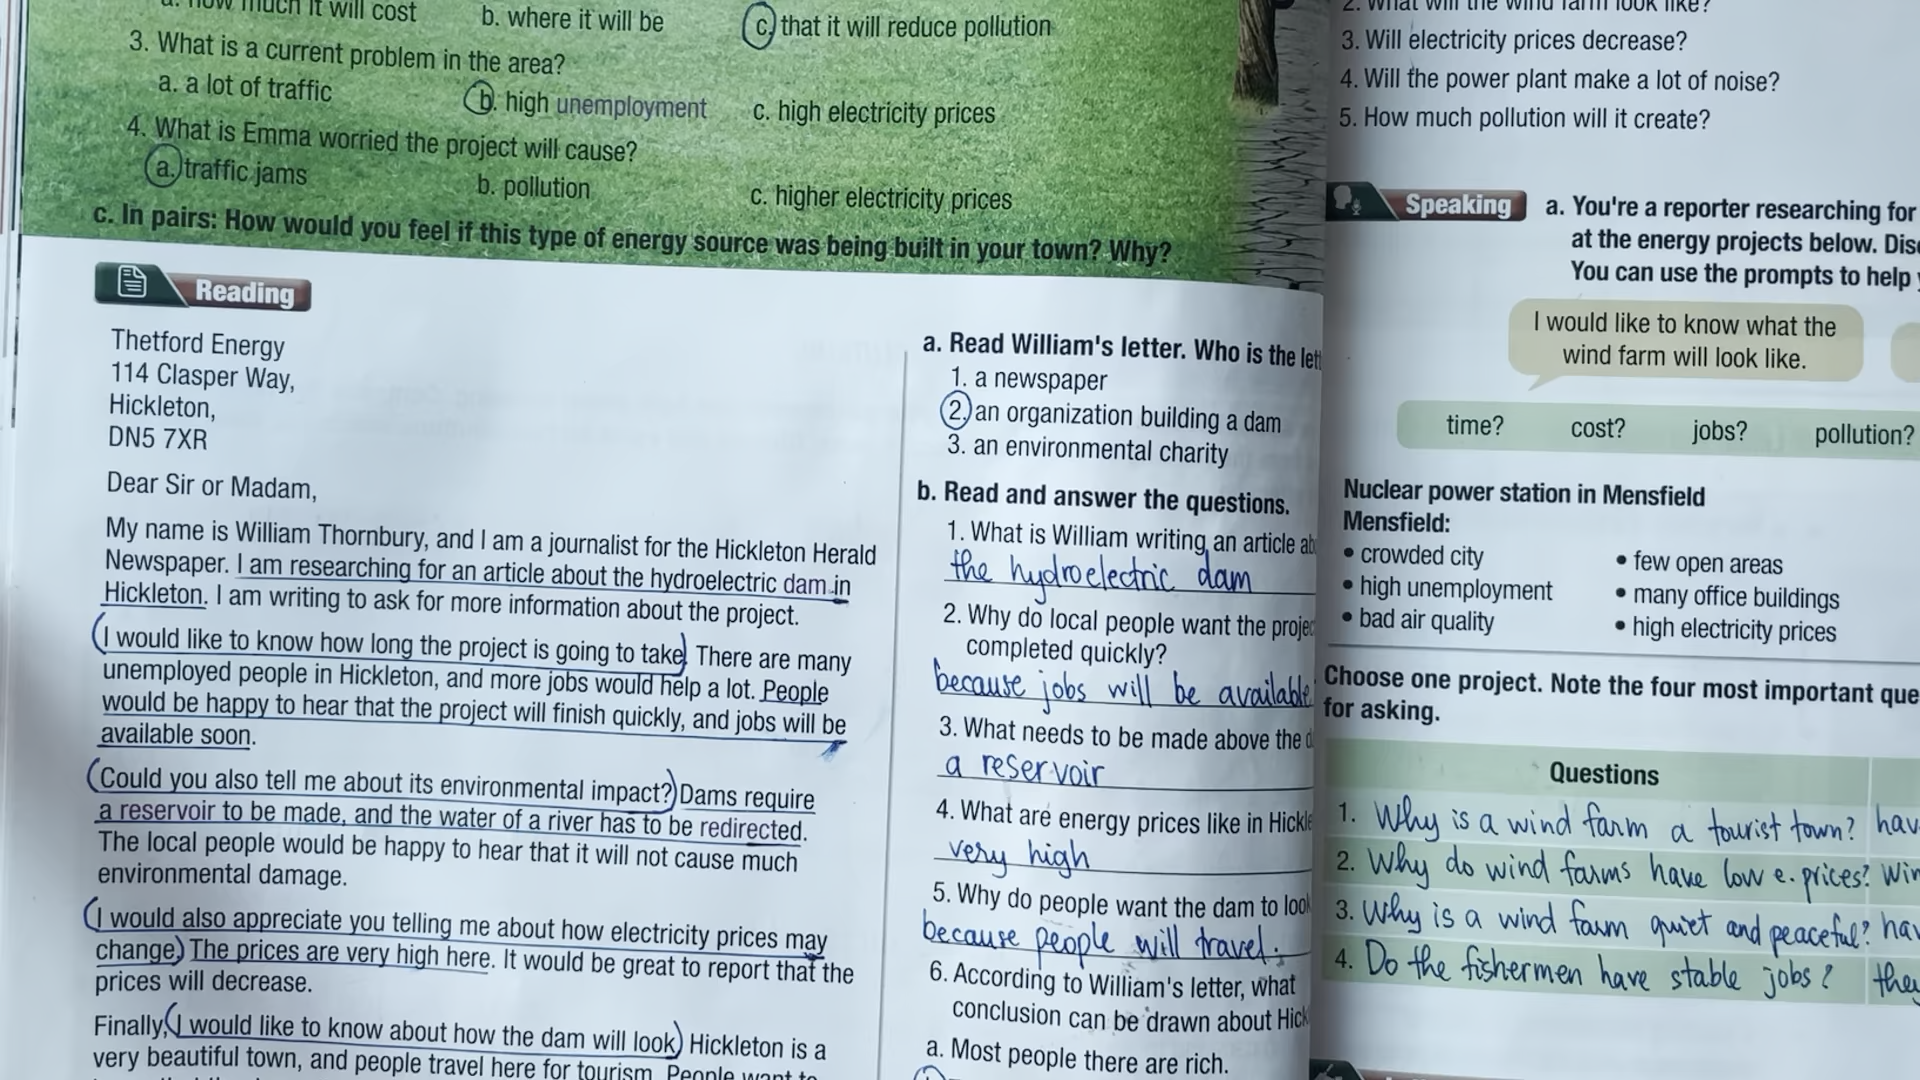 a. how much it will cost b. where it will be c. that it will reduce pollution
3. What is a current problem in the area?
a. a lot of traffic b. high unemployment c. high electricity prices
4. What is Emma worried the project will cause?
a. traffic jams b. pollution c. higher electricity prices
c. In pairs: How would you feel if this type of energy source was being built in your town? Why?
Reading
Thetford Energy
114 Clasper Way,
Hickleton,
DN5 7XR
Dear Sir or Madam,
My name is William Thornbury, and I am a journalist for the Hickleton Herald
Newspaper. I am researching for an article about the hydroelectric dam in
Hickleton. I am writing to ask for more information about the project.
I would like to know how long the project is going to take. There are many
unemployed people in Hickleton, and more jobs would help a lot. People
would be happy to hear that the project will finish quickly, and jobs will be
available soon.
Could you also tell me about its environmental impact? Dams require
a reservoir to be made, and the water of a river has to be redirected.
The local people would be happy to hear that it will not cause much
environmental damage.
I would also appreciate you telling me about how electricity prices may
change. The prices are very high here. It would be great to report that the
prices will decrease.
Finally, I would like to know about how the dam will look. Hickleton is a
very beautiful town, and people travel here for tourism. People want to
a. Read William's letter. Who is the
1. a newspaper
2. an organization building a dam
3. an environmental charity
b. Read and answer the questions.
1. What is William writing an article
the hydroelectric dam
2. Why do local people want the
completed quickly?
because jobs will be available
3. What needs to be made above the
a reservoir
4. What are energy prices like in
very high
5. Why do people want the dam to
because people will travel.
6. According to William's letter, what
conclusion can be drawn about
a. Most people there are rich.
2. What will the wind farm look like?
3. Will electricity prices decrease?
4. Will the power plant make a lot of noise?
5. How much pollution will it create?
Speaking
a. You're a reporter researching for
at the energy projects below.
You can use the prompts to help
I would like to know what the
wind farm will look like.
time? cost? jobs? pollution?
Nuclear power station in Mensfield
Mensfield:
• crowded city • few open areas
• high unemployment • many office buildings
• bad air quality • high electricity prices
Choose one project. Note the four most important
for asking.
Questions
1. Why is a wind farm a tourist town?
2. Why do wind farms have low e. prices?
3. Why is a wind farm quiet and peaceful?
4. Do the fishermen have stable jobs? they